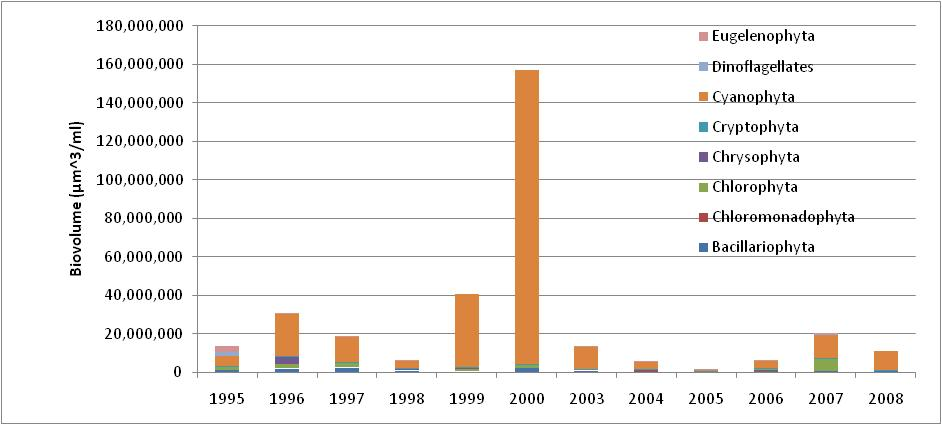 180,000,000
160,000,000
140,000,000
120,000,000
100,000,000
80,000,000
60,000,000
40,000,000
20,000,000
0
Biovolume (µm^3/ml)
1995 1996 1997 1998 1999 2000 2003 2004 2005 2006 2007 2008
Eugelenophyta
Dinoflagellates
Cyanophyta
Cryptophyta
Chrysophyta
Chlorophyta
Chloromonadophyta
Bacillariophyta